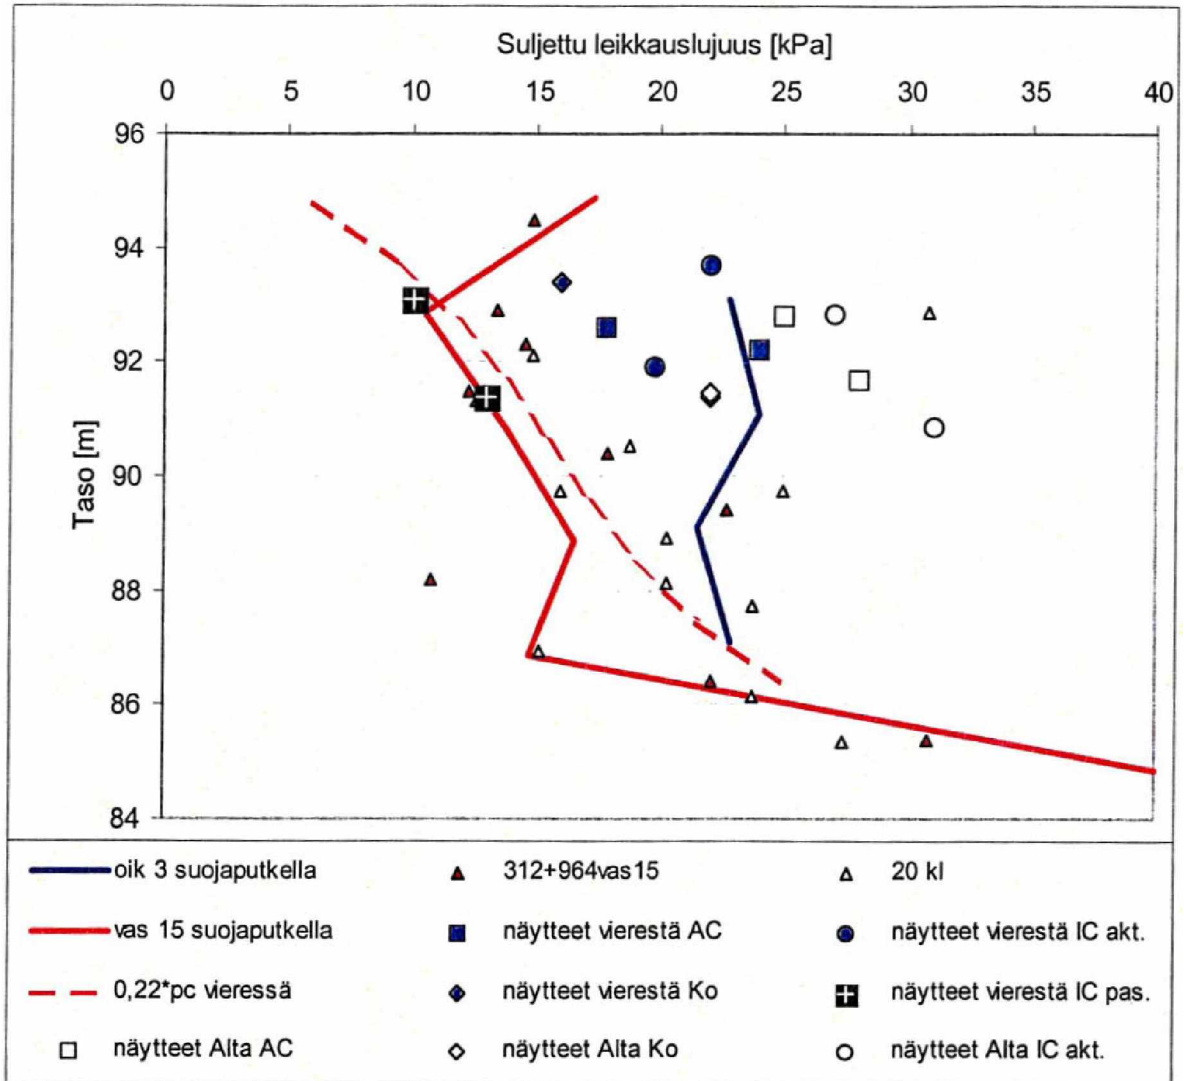 Suljettu leikkauslujuus [kPa]
0 5 10 15 20 25 30 35 40
96
94
92
90
88
86
84
Taso [m]
oik 3 suojaputkella 312+964vas15 20 kl
vas 15 suojaputkella näytteet vierestä AC näytteet vierestä IC akt.
0,22*pc vieressä näytteet vierestä Ko näytteet vierestä IC pas.
näytteet Alta AC näytteet Alta Ko näytteet Alta IC akt.